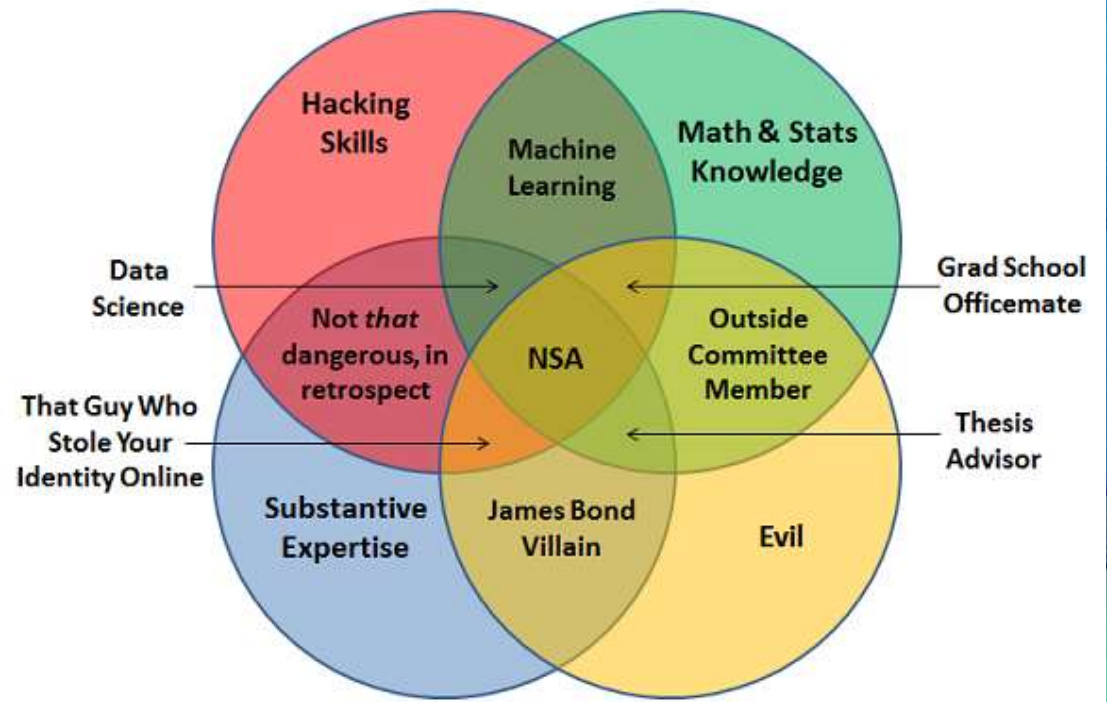 Hacking
Skills
Math & Stats
Knowledge
Machine
Learning
Data
Science
Grad School
Officemate
Not that
dangerous, in
retrospect
NSA
Outside
Committee
Member
That Guy Who
Stole Your
Identity Online
Thesis
Advisor
Substantive
Expertise
James Bond
Villain
Evil